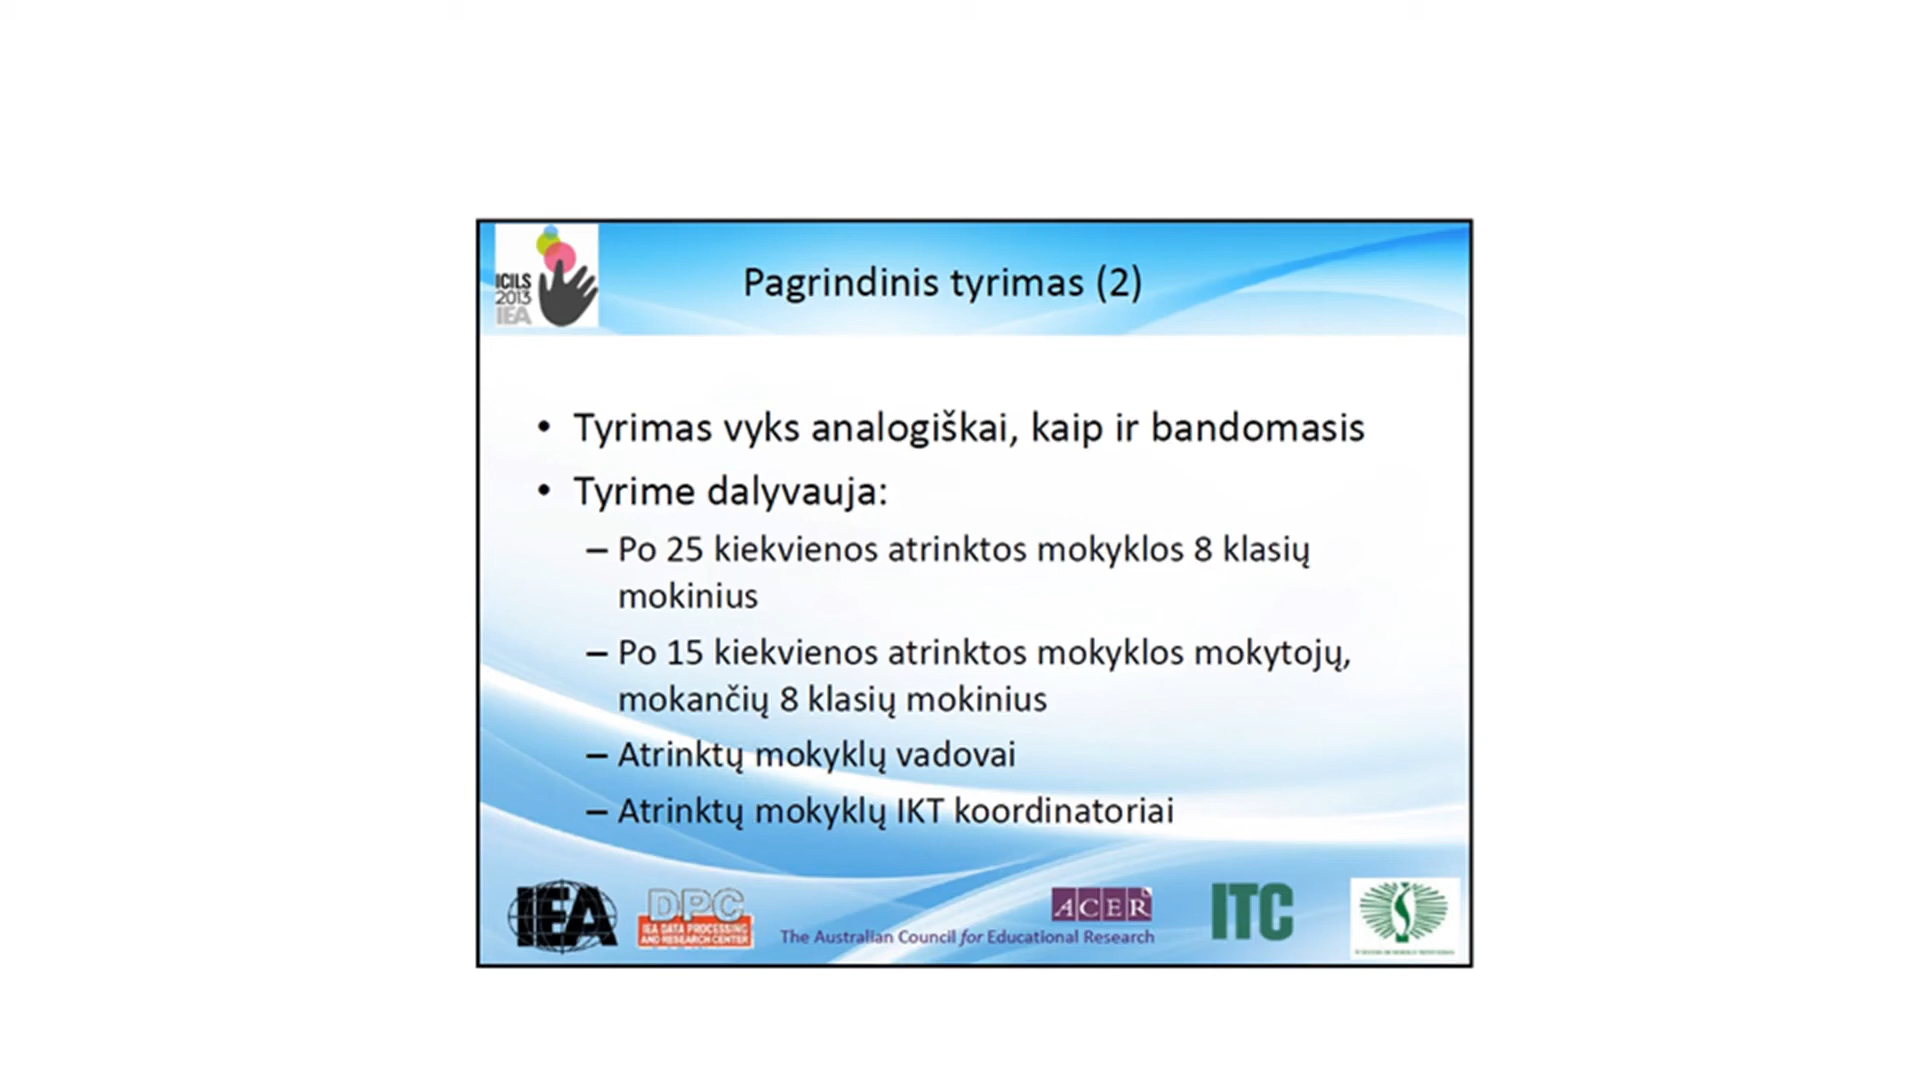 ICILS
2013
IEA
Pagrindinis tyrimas (2)
• Tyrimas vyks analogiškai, kaip ir bandomasis
• Tyrime dalyvauja:
– Po 25 kiekvienos atrinktos mokyklos 8 klasių
mokinius
– Po 15 kiekvienos atrinktos mokyklos mokytojų,
mokančių 8 klasių mokinius
– Atrinktų mokyklų vadovai
– Atrinktų mokyklų IKT koordinatoriai
IEA
DPC
IEA DATA PROCESSING
AND RESEARCH CENTER
ACER
The Australian Council for Educational Research
ITC